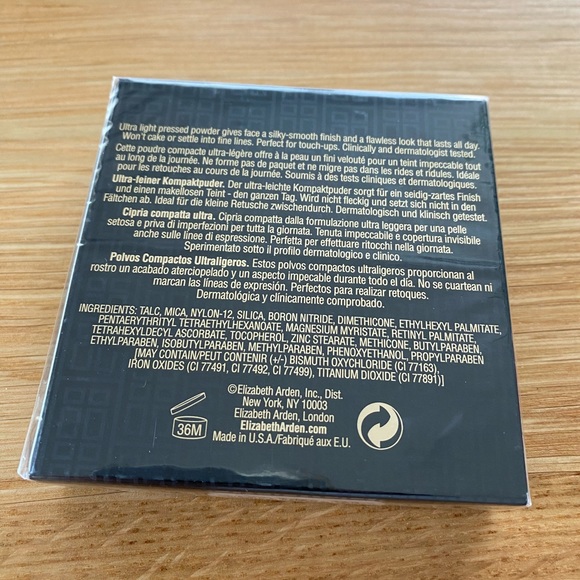 Ultra light pressed powder gives face a silky-smooth finish and a flawless look that lasts all day.
Won't cake or settle into fine lines. Perfect for touch-ups. Clinically and dermatologist tested.
Cette poudre compacte ultra-légère offre à la peau un fini velouté pour un teint impeccable tout
au long de la journée. Ne forme pas de paquet et ne migre pas dans les rides et ridules. Idéale
pour les retouches au cours de la journée. Soumis à des tests cliniques et dermatologiques.
Ultra-feiner Kompaktpuder. Der ultra-leichte Kompaktpuder sorgt für ein seidig-zartes Finish
und einen makellosen Teint - den ganzen Tag. Wird nicht fleckig und setzt sich nicht in den
Fältchen ab. Ideal für die kleine Retusche zwischendurch. Dermatologisch und klinisch getestet.
Cipria compatta ultra. Cipria compatta dalla formulazione ultra leggera per una pelle
setosa e priva di imperfezioni per tutta la giornata. Tenuta impeccabile e copertura invisibile
anche sulle linee di espressione. Perfetta per effettuare ritocchi nella giornata.
Sperimentato sotto il profilo dermatologico e clinico.
Polvos Compactos Ultraligeros. Estos polvos compactos ultraligeros proporcionan al
rostro un acabado aterciopelado y un aspecto impecable durante todo el día. No se cuartean ni
marcan las líneas de expresión. Perfectos para realizar retoques.
Dermatológica y clínicamente comprobado.
INGREDIENTS: TALC, MICA, NYLON-12, SILICA, BORON NITRIDE, DIMETHICONE, ETHYLHEXYL PALMITATE,
PENTAERYTHRITYL TETRAETHYLHEXANOATE, MAGNESIUM MYRISTATE, RETINYL PALMITATE,
TETRAHEXYLDECYL ASCORBATE, TOCOPHEROL, ZINC STEARATE, METHICONE, BUTYLPARABEN,
ETHYLPARABEN, ISOBUTYLPARABEN, METHYLPARABEN, PHENOXYETHANOL, PROPYLPARABEN
[MAY CONTAIN/PEUT CONTENIR (+/-) BISMUTH OXYCHLORIDE (CI 77163),
IRON OXIDES (CI 77491, CI 77492, CI 77499), TITANIUM DIOXIDE (CI 77891)]
©Elizabeth Arden, Inc., Dist.
New York, NY 10003
Elizabeth Arden, London
ElizabethArden.com
Made in U.S.A./Fabriqué aux E.U.
36M